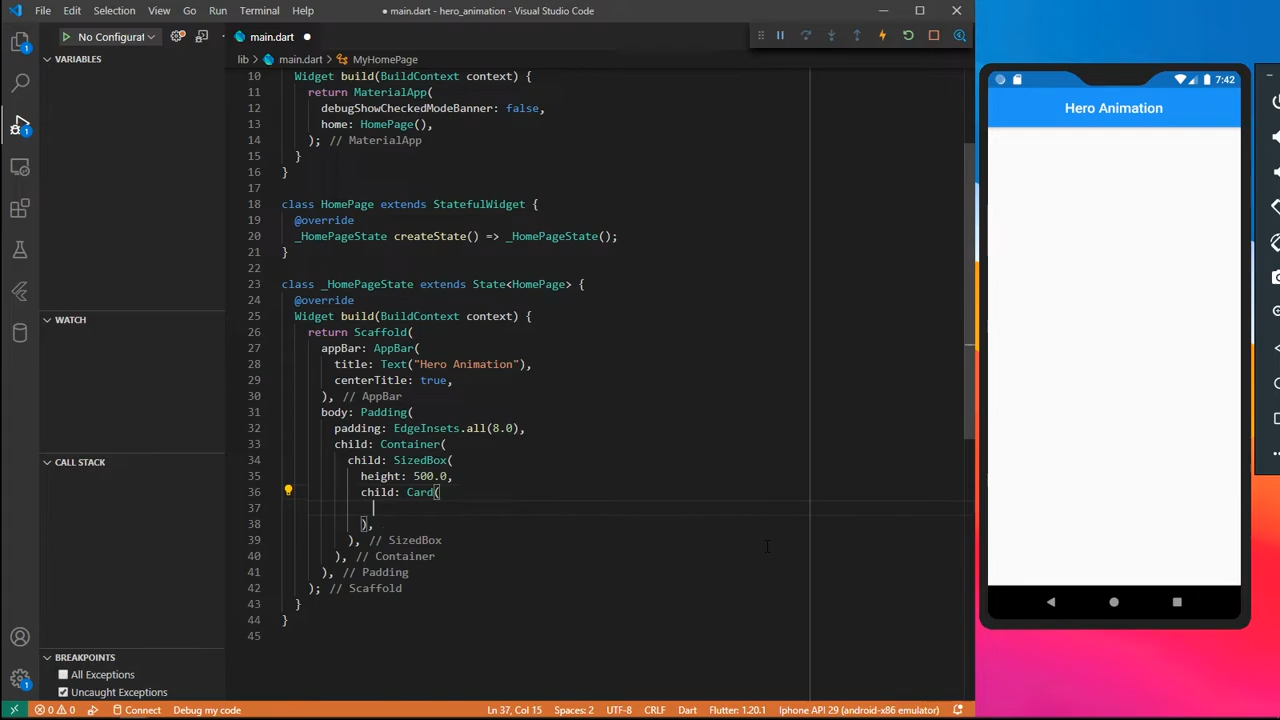 File Edit Selection View Go Run Terminal Help
● main.dart - hero_animation - Visual Studio Code
No Configurat
main.dart
lib > main.dart > MyHomePage
VARIABLES
WATCH
CALL STACK
BREAKPOINTS
All Exceptions
Uncaught Exceptions
10 Widget build(BuildContext context) {
11 return MaterialApp(
12 debugShowCheckedModeBanner: false,
13 home: HomePage(),
14 ); // MaterialApp
15 }
16 }
17
18 class HomePage extends StatefulWidget {
19 @override
20 _HomePageState createState() => _HomePageState();
21 }
22
23 class _HomePageState extends State<HomePage> {
24 @override
25 Widget build(BuildContext context) {
26 return Scaffold(
27 appBar: AppBar(
28 title: Text("Hero Animation"),
29 centerTitle: true,
30 ), // AppBar
31 body: Padding(
32 padding: EdgeInsets.all(8.0),
33 child: Container(
34 child: SizedBox(
35 height: 500.0,
36 child: Card(
37
38 ),
39 ), // SizedBox
40 ), // Container
41 ), // Padding
42 ); // Scaffold
43 }
44 }
45
7:42
Hero Animation
1
1
1
0 0 Connect Debug my code
Ln 37, Col 15 Spaces: 2 UTF-8 CRLF Dart Flutter: 1.20.1 Iphone API 29 (android-x86 emulator)